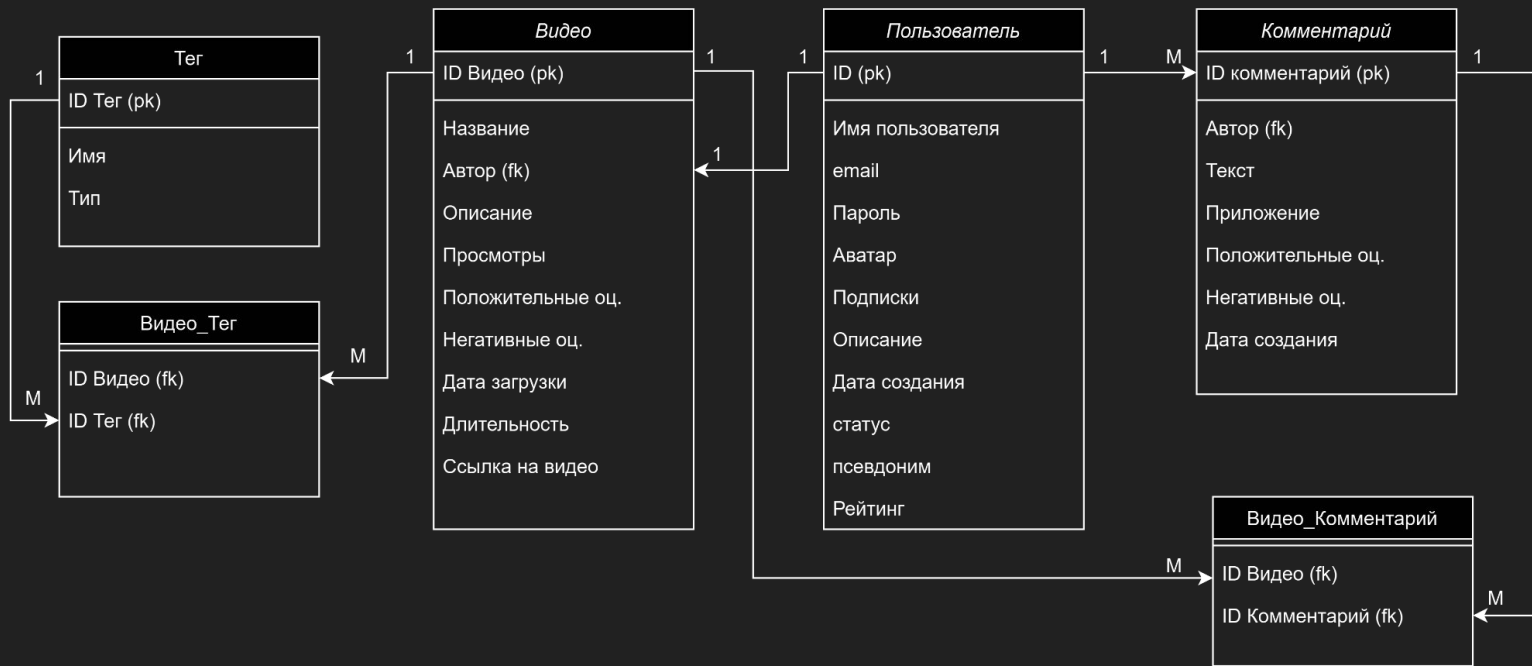 Тег
1
ID Тег (pk)
Имя
Тип
Видео_Тег
ID Видео (fk)
M
ID Тег (fk)
Видео
1
ID Видео (pk)
1
Название
Автор (fk)
1
Описание
Просмотры
Положительные оц.
Негативные оц.
M
Дата загрузки
Длительность
Ссылка на видео
Пользователь
1
ID (pk)
1
Имя пользователя
email
Пароль
Аватар
Подписки
Описание
Дата создания
статус
псевдоним
Рейтинг
Комментарий
M
ID комментарий (pk)
1
Автор (fk)
Текст
Приложение
Положительные оц.
Негативные оц.
Дата создания
Видео_Комментарий
M
ID Видео (fk)
ID Комментарий (fk)
M